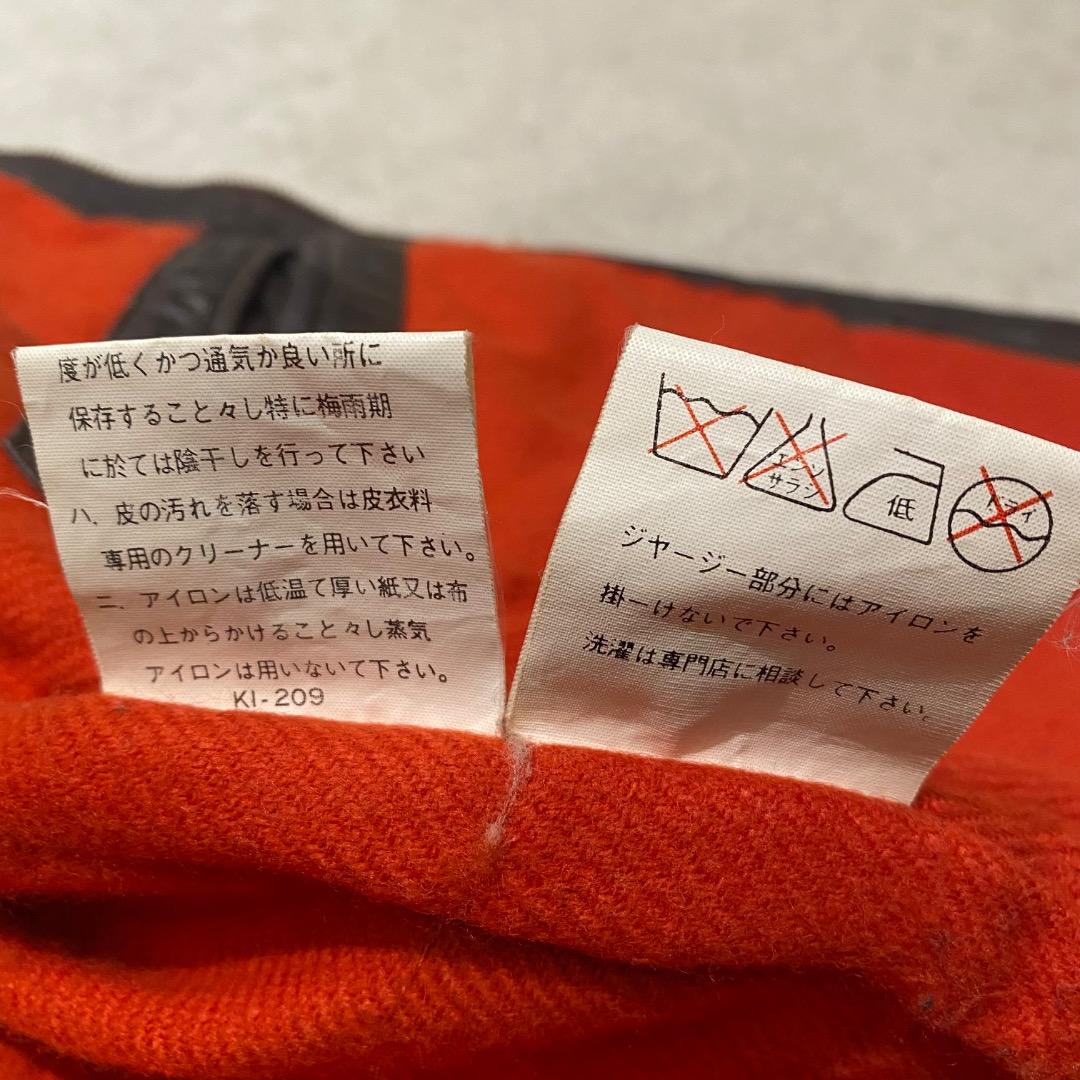 度が低くかつ通気か良い所に
保存すること々し特に梅雨期
に於ては陰干しを行って下さい
ハ、皮の汚れを落す場合は皮衣料
専用のクリーナーを用いて下さい。
ニ、アイロンは低温て厚い紙又は布
の上からかけること々し蒸気
アイロンは用いないて下さい。
KI-209
エンソ
サラシ
低
ドライ
ジャージー部分にはアイロンを
掛一けないで下さい。
洗濯は専門店に相談して下さい。